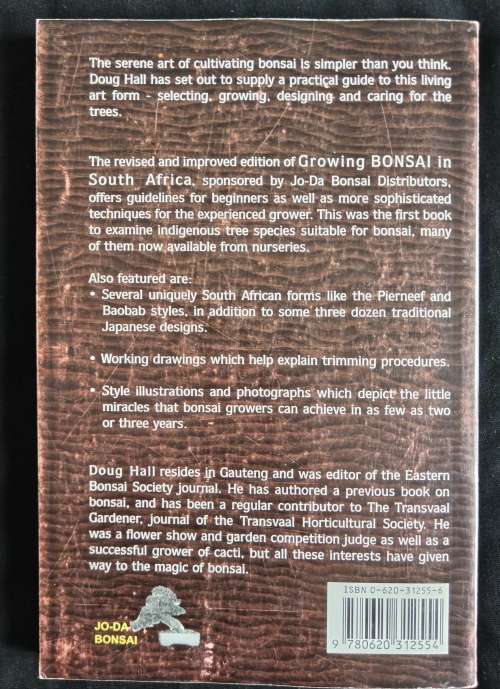 The serene art of cultivating bonsai is simpler than you think.
Doug Hall has set out to supply a practical guide to this living
art form - selecting, growing, designing and caring for the
trees.
The revised and improved edition of Growing BONSAI in
South Africa, sponsored by Jo-Da Bonsai Distributors,
offers guidelines for beginners as well as more sophisticated
techniques for the experienced grower. This was the first book
to examine indigenous tree species suitable for bonsai, many
of them now available from nurseries.
Also featured are:
• Several uniquely South African forms like the Pierneef and
Baobab styles, in addition to some three dozen traditional
Japanese designs.
• Working drawings which help explain trimming procedures.
• Style illustrations and photographs which depict the little
miracles that bonsai growers can achieve in as few as two
or three years.
Doug Hall resides in Gauteng and was editor of the Eastern
Bonsai Society journal. He has authored a previous book on
bonsai, and has been a regular contributor to The Transvaal
Gardener, journal of the Transvaal Horticultural Society. He
was a flower show and garden competition judge as well as a
successful grower of cacti, but all these interests have given
way to the magic of bonsai.
JO-DA
BONSAI
ISBN 0-620-31255-6
9 780620 312554